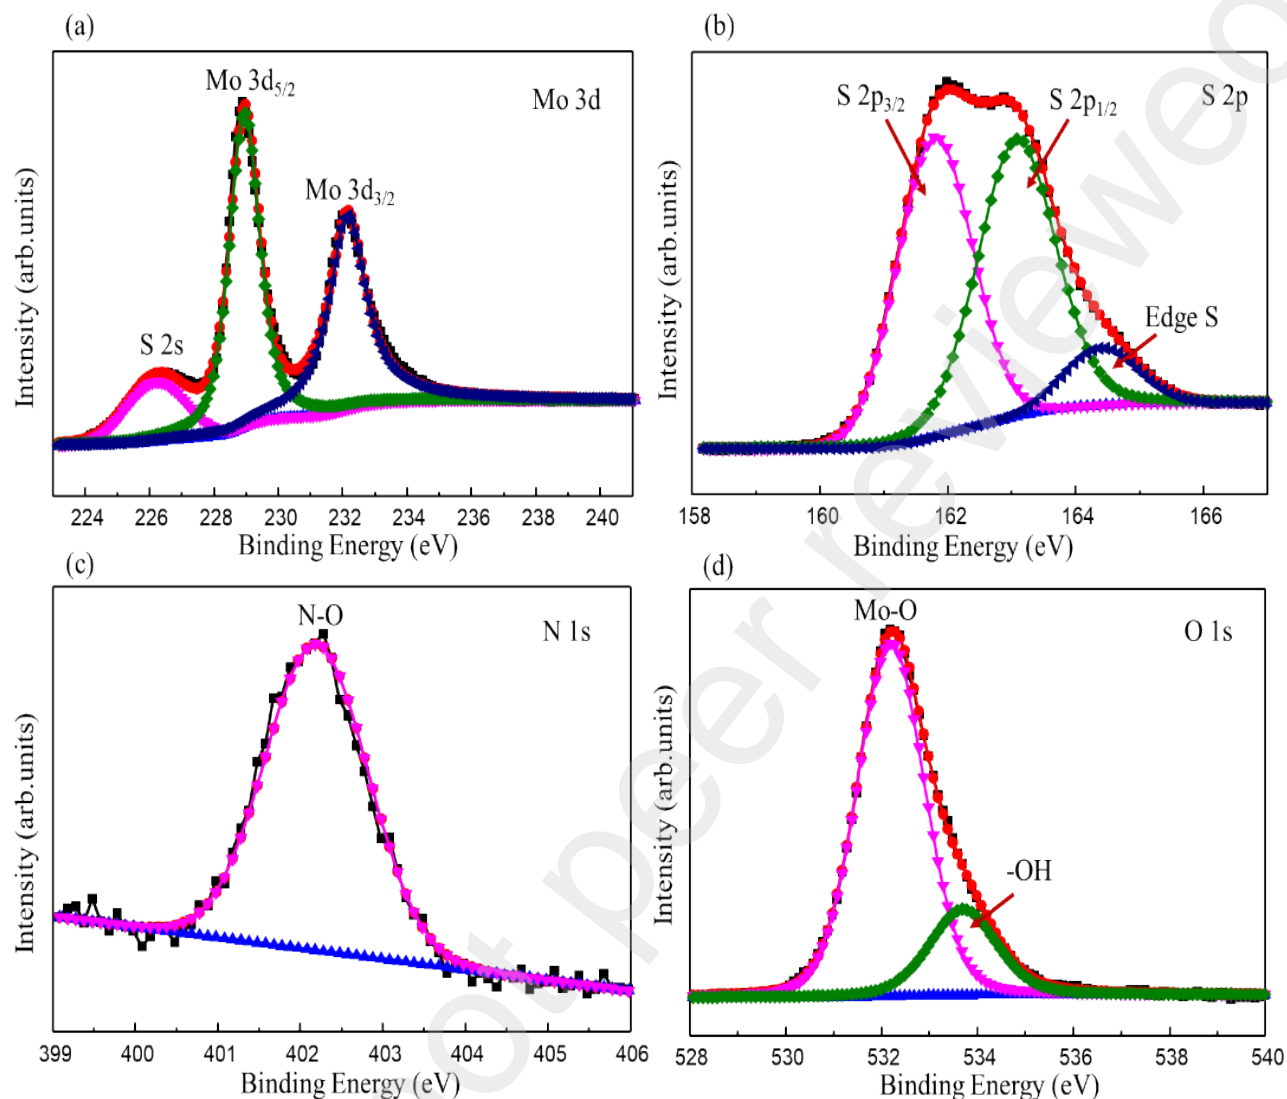 (a)
Mo 3d5/2
Mo 3d
Mo 3d3/2
S 2s
Intensity (arb.units)
224 226 228 230 232 234 236 238 240
Binding Energy (eV)
(b)
S 2p3/2
S 2p1/2
S 2p
Edge S
Intensity (arb.units)
158 160 162 164 166
Binding Energy (eV)
(c)
N-O
N 1s
Intensity (arb.units)
399 400 401 402 403 404 405 406
Binding Energy (eV)
(d)
Mo-O
O 1s
-OH
Intensity (arb.units)
528 530 532 534 536 538 540
Binding Energy (eV)
not peer reviewed